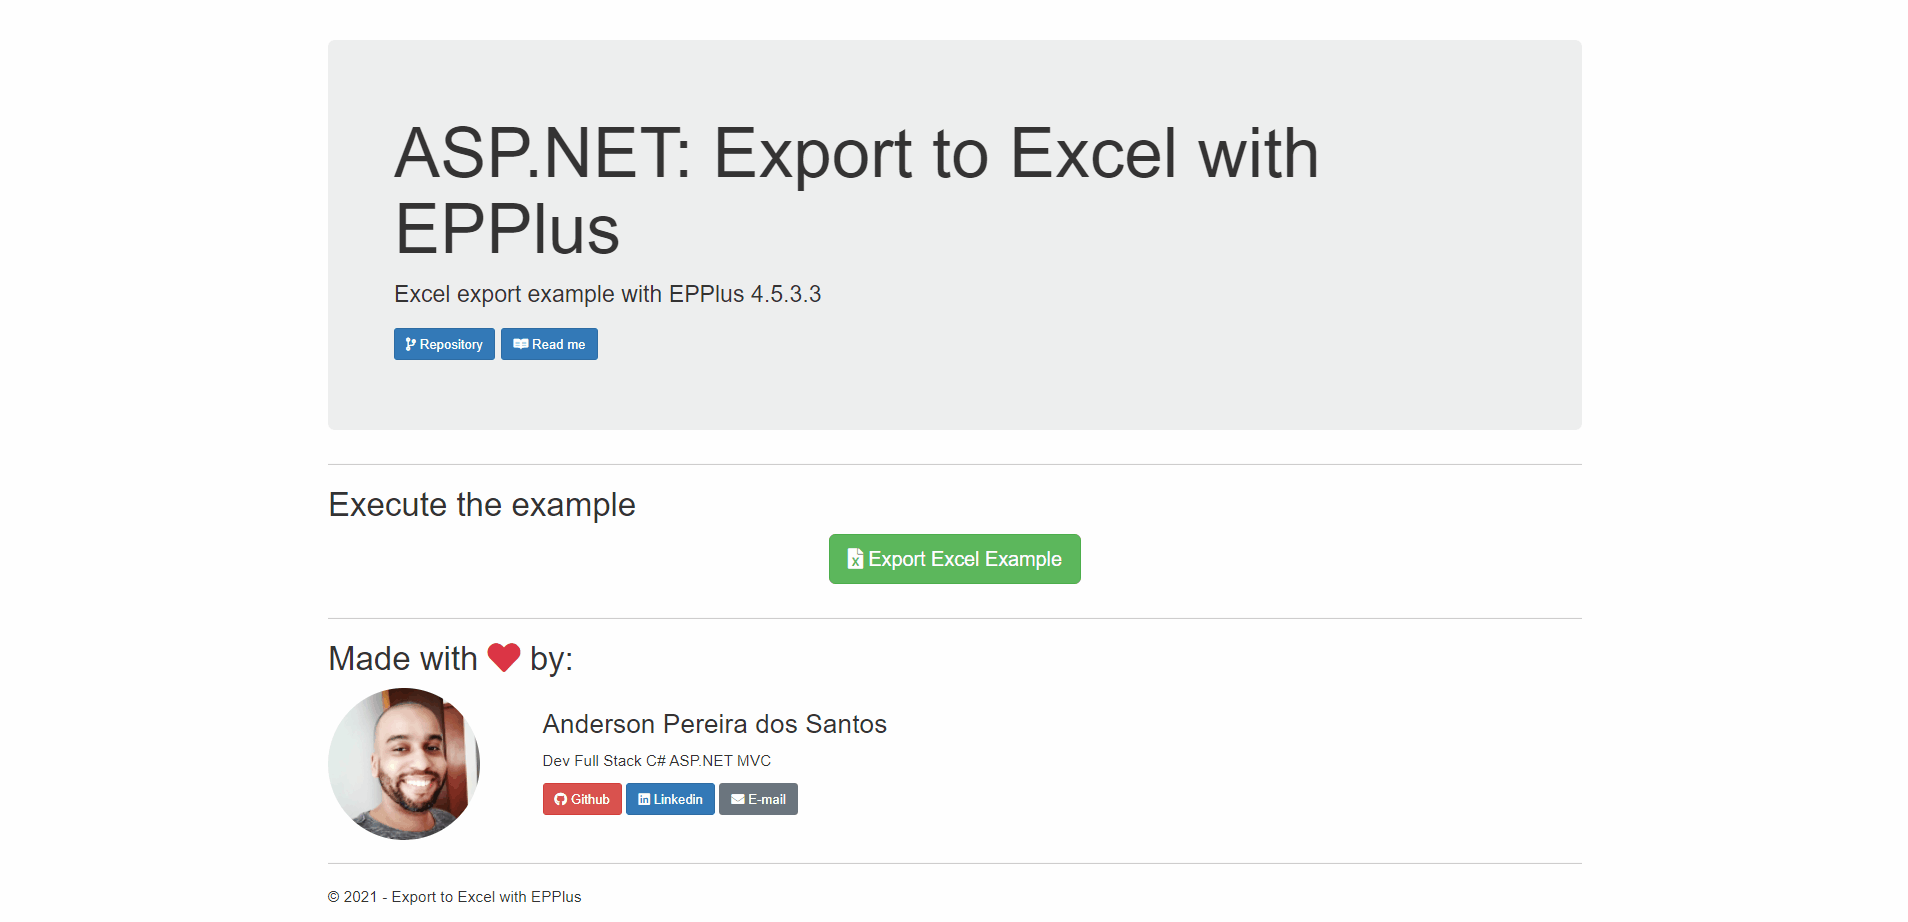 ASP.NET: Export to Excel with
EPPlus
Excel export example with EPPlus 4.5.3.3
Repository Read me
Execute the example
Export Excel Example
Made with ❤ by:
Anderson Pereira dos Santos
Dev Full Stack C# ASP.NET MVC
Github Linkedin E-mail
© 2021 - Export to Excel with EPPlus